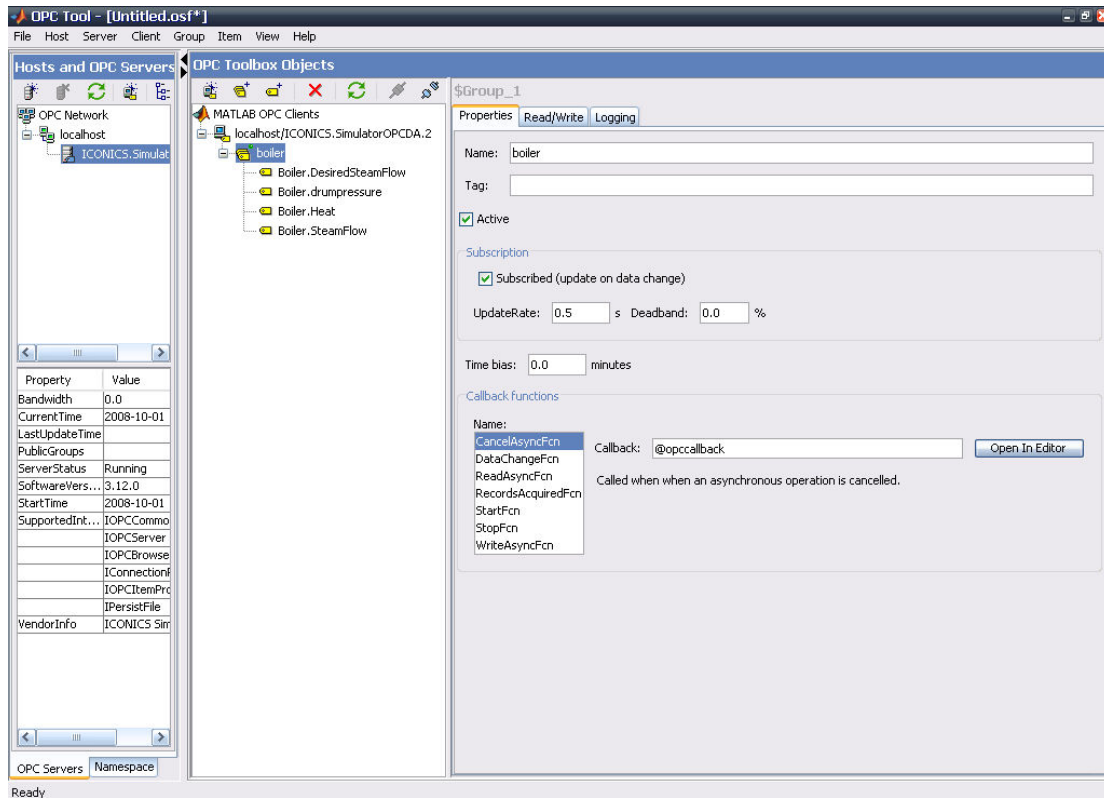 OPC Tool - [Untitled.osf*]
File Host Server Client Group Item View Help
Hosts and OPC Servers
OPC Network
localhost
ICONICS.Simulat
Property Value
Bandwidth 0.0
CurrentTime 2008-10-01
LastUpdateTime
PublicGroups
ServerStatus Running
SoftwareVers... 3.12.0
StartTime 2008-10-01
SupportedInt... IOPCCommo
IOPCServer
IOPCBrowse
IConnectionP
IOPCItemPro
IPersistFile
VendorInfo ICONICS Sim
OPC Servers Namespace
OPC Toolbox Objects
MATLAB OPC Clients
localhost/ICONICS.SimulatorOPCDA.2
boiler
Boiler.DesiredSteamFlow
Boiler.drumpressure
Boiler.Heat
Boiler.SteamFlow
$Group_1
Properties Read/Write Logging
Name: boiler
Tag:
Active
Subscription
Subscribed (update on data change)
UpdateRate: 0.5 s Deadband: 0.0 %
Time bias: 0.0 minutes
Callback functions
Name:
CancelAsyncFcn
DataChangeFcn
ReadAsyncFcn
RecordsAcquiredFcn
StartFcn
StopFcn
WriteAsyncFcn
Callback: @opccallback Open In Editor
Called when when an asynchronous operation is cancelled.
Ready